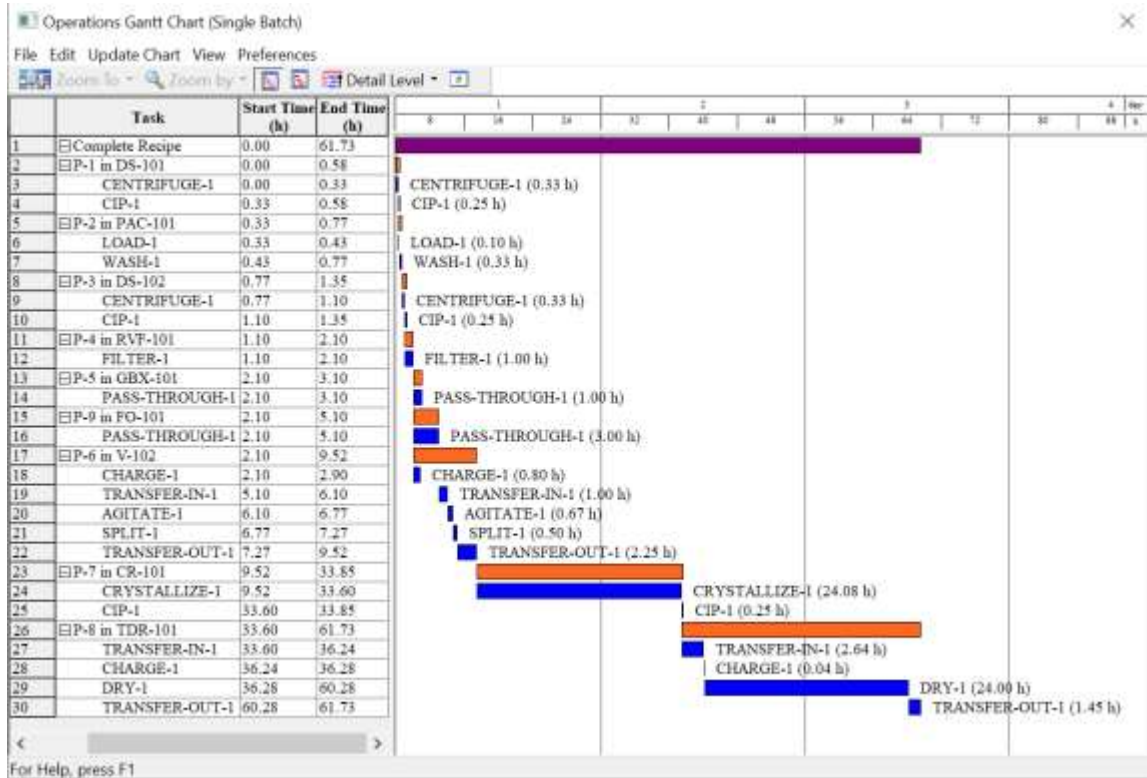 Operations Gantt Chart (Single Batch)
File Edit Update Chart View Preferences
Zoom To Zoom by Detail Level
Task Start Time (h) End Time (h)
1 2 3 4
8 16 24 32 40 48 56 64 72 80 88
1 Complete Recipe 0.00 61.73
2 P-1 in DS-101 0.00 0.58
3 CENTRIFUGE-1 0.00 0.33 CENTRIFUGE-1 (0.33 h)
4 CIP-1 0.33 0.58 CIP-1 (0.25 h)
5 P-2 in PAC-101 0.33 0.77
6 LOAD-1 0.33 0.43 LOAD-1 (0.10 h)
7 WASH-1 0.43 0.77 WASH-1 (0.33 h)
8 P-3 in DS-102 0.77 1.35
9 CENTRIFUGE-1 0.77 1.10 CENTRIFUGE-1 (0.33 h)
10 CIP-1 1.10 1.35 CIP-1 (0.25 h)
11 P-4 in RVF-101 1.10 2.10
12 FILTER-1 1.10 2.10 FILTER-1 (1.00 h)
13 P-5 in GBX-101 2.10 3.10
14 PASS-THROUGH-1 2.10 3.10 PASS-THROUGH-1 (1.00 h)
15 P-9 in FO-101 2.10 5.10
16 PASS-THROUGH-1 2.10 5.10 PASS-THROUGH-1 (3.00 h)
17 P-6 in V-102 2.10 9.52
18 CHARGE-1 2.10 2.90 CHARGE-1 (0.80 h)
19 TRANSFER-IN-1 5.10 6.10 TRANSFER-IN-1 (1.00 h)
20 AGITATE-1 6.10 6.77 AGITATE-1 (0.67 h)
21 SPLIT-1 6.77 7.27 SPLIT-1 (0.50 h)
22 TRANSFER-OUT-1 7.27 9.52 TRANSFER-OUT-1 (2.25 h)
23 P-7 in CR-101 9.52 33.85
24 CRYSTALLIZE-1 9.52 33.60 CRYSTALLIZE-1 (24.08 h)
25 CIP-1 33.60 33.85 CIP-1 (0.25 h)
26 P-8 in TDR-101 33.60 61.73
27 TRANSFER-IN-1 33.60 36.24 TRANSFER-IN-1 (2.64 h)
28 CHARGE-1 36.24 36.28 CHARGE-1 (0.04 h)
29 DRY-1 36.28 60.28 DRY-1 (24.00 h)
30 TRANSFER-OUT-1 60.28 61.73 TRANSFER-OUT-1 (1.45 h)
For Help, press F1